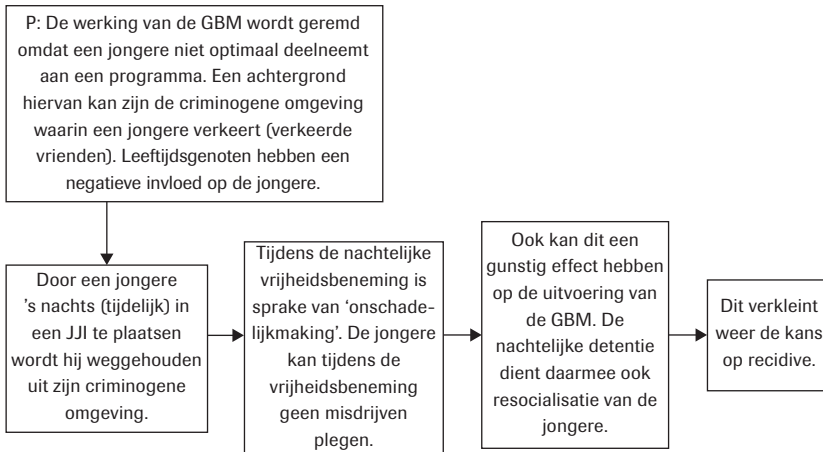 P: De werking van de GBM wordt geremd
omdat een jongere niet optimaal deelneemt
aan een programma. Een achtergrond
hiervan kan zijn de criminogene omgeving
waarin een jongere verkeert (verkeerde
vrienden). Leeftijdsgenoten hebben een
negatieve invloed op de jongere.
Door een jongere
’s nachts (tijdelijk) in
een JJI te plaatsen
wordt hij weggehouden
uit zijn criminogene
omgeving.
Tijdens de nachtelijke
vrijheidsbeneming is
sprake van ‘onschade-
lijkmaking’. De jongere
kan tijdens de
vrijheidsbeneming
geen misdrijven
plegen.
Ook kan dit een
gunstig effect hebben
op de uitvoering van
de GBM. De
nachtelijke detentie
dient daarmee ook
resocialisatie van de
jongere.
Dit verkleint
weer de kans
op recidive.